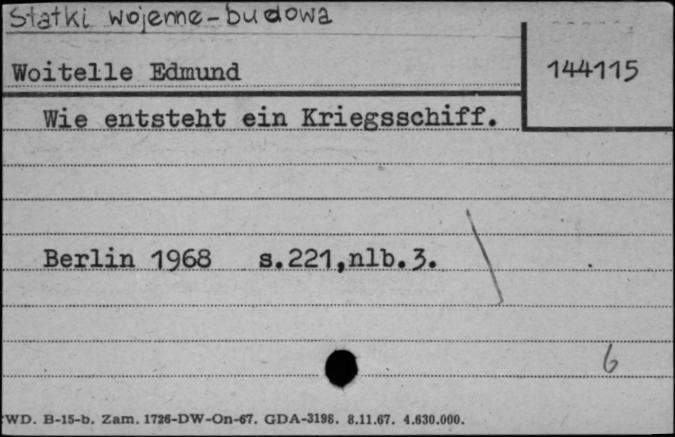 Statki wojenne-budowa
Woitelle Edmund
144115
Wie entsteht ein Kriegsschiff.
Berlin 1968 s.221,nlb.3.
6
WD. B-15-b. Zam. 1726-DW-On-67. GDA-3198. 8.11.67. 4.630.000.